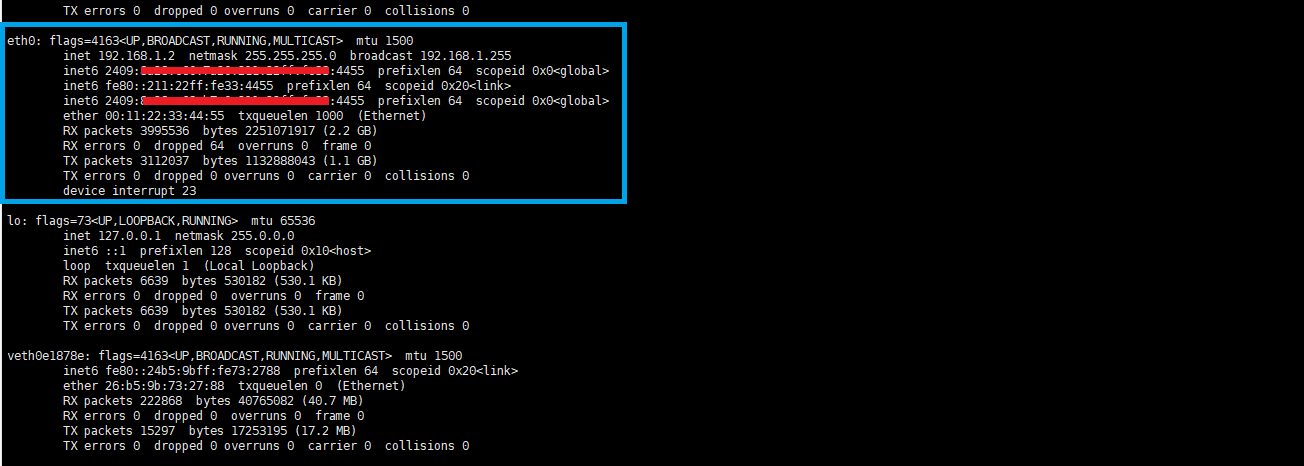 TX errors 0  dropped 0 overruns 0  carrier 0  collisions 0
eth0: flags=4163<UP,BROADCAST,RUNNING,MULTICAST>  mtu 1500
inet 192.168.1.2  netmask 255.255.255.0  broadcast 192.168.1.255
inet6 2409: :4455  prefixlen 64  scopeid 0x0<global>
inet6 fe80::211:22ff:fe33:4455  prefixlen 64  scopeid 0x20<link>
inet6 2409: :4455  prefixlen 64  scopeid 0x0<global>
ether 00:11:22:33:44:55  txqueuelen 1000  (Ethernet)
RX packets 3995536  bytes 2251071917 (2.2 GB)
RX errors 0  dropped 64  overruns 0  frame 0
TX packets 3112037  bytes 1132888043 (1.1 GB)
TX errors 0  dropped 0 overruns 0  carrier 0  collisions 0
device interrupt 23
lo: flags=73<UP,LOOPBACK,RUNNING>  mtu 65536
inet 127.0.0.1  netmask 255.0.0.0
inet6 ::1  prefixlen 128  scopeid 0x10<host>
loop  txqueuelen 1  (Local Loopback)
RX packets 6639  bytes 530182 (530.1 KB)
RX errors 0  dropped 0  overruns 0  frame 0
TX packets 6639  bytes 530182 (530.1 KB)
TX errors 0  dropped 0 overruns 0  carrier 0  collisions 0
veth0e1878e: flags=4163<UP,BROADCAST,RUNNING,MULTICAST>  mtu 1500
inet6 fe80::24b5:9bff:fe73:2788  prefixlen 64  scopeid 0x20<link>
ether 26:b5:9b:73:27:88  txqueuelen 0  (Ethernet)
RX packets 222868  bytes 40765082 (40.7 MB)
RX errors 0  dropped 0  overruns 0  frame 0
TX packets 15297  bytes 17253195 (17.2 MB)
TX errors 0  dropped 0 overruns 0  carrier 0  collisions 0